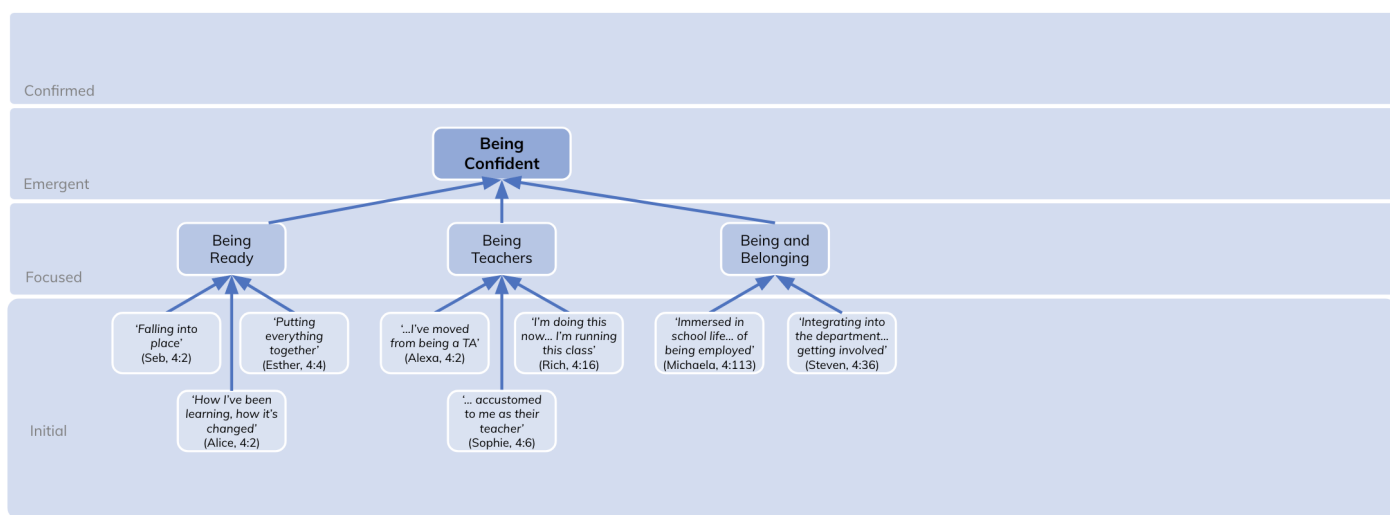 Confirmed
Being
Confident
Emergent
Being
Ready
Being
Teachers
Being and
Belonging
Focused
‘Falling into
place’
(Seb, 4:2)
‘Putting
everything
together’
(Esther, 4:4)
‘...I’ve moved
from being a TA’
(Alexa, 4:2)
‘I’m doing this
now... I’m running
this class’
(Rich, 4:16)
‘Immersed in
school life... of
being employed’
(Michaela, 4:113)
‘Integrating into
the department...
getting involved’
(Steven, 4:36)
‘How I’ve been
learning, how it’s
changed’
(Alice, 4:2)
‘... accustomed
to me as their
teacher’
(Sophie, 4:6)
Initial